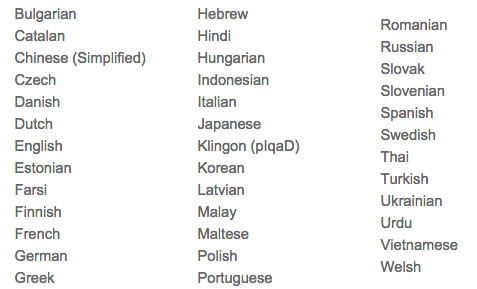 Bulgarian
Catalan
Chinese (Simplified)
Czech
Danish
Dutch
English
Estonian
Farsi
Finnish
French
German
Greek
Hebrew
Hindi
Hungarian
Indonesian
Italian
Japanese
Klingon (pIqaD)
Korean
Latvian
Malay
Maltese
Polish
Portuguese
Romanian
Russian
Slovak
Slovenian
Spanish
Swedish
Thai
Turkish
Ukrainian
Urdu
Vietnamese
Welsh